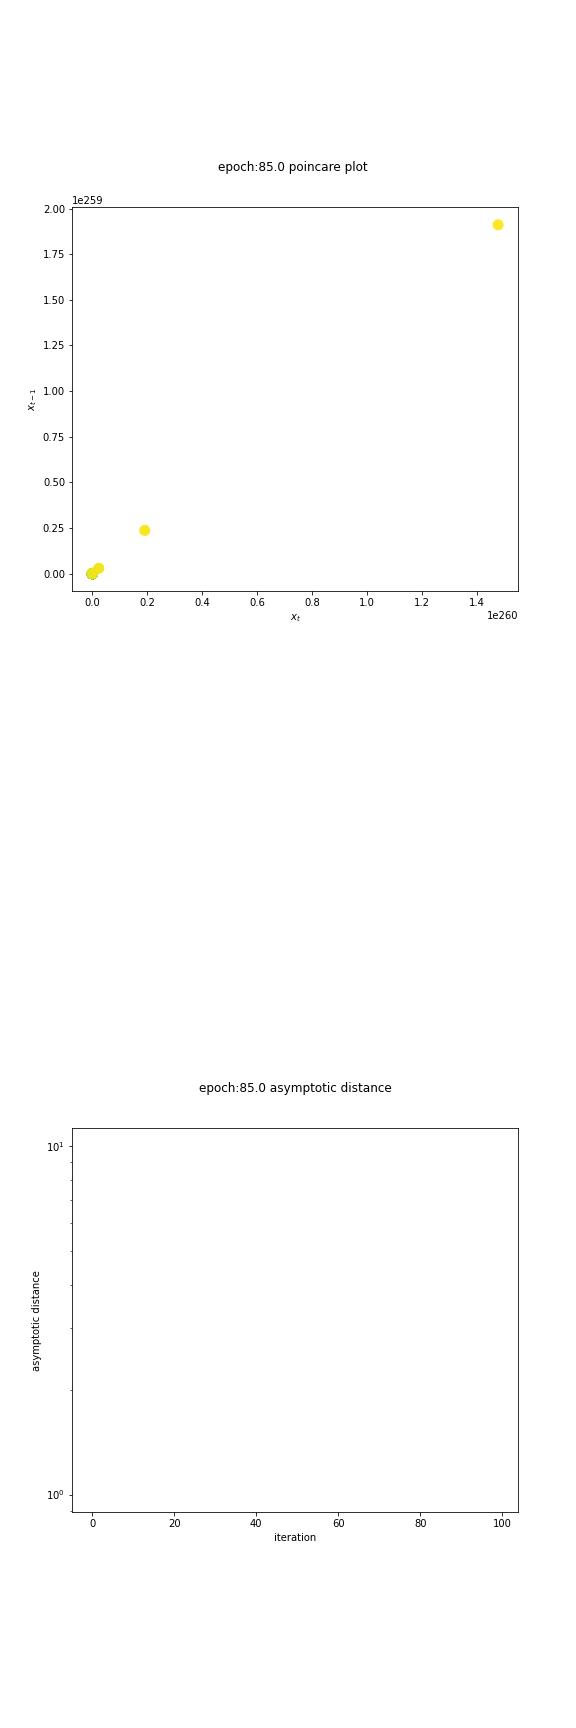 epoch:85.0 poincare plot
1e259
2.00
1.75
1.50
1.25
1.00
0.75
0.50
0.25
0.00
x_{t-1}
0.0 0.2 0.4 0.6 0.8 1.0 1.2 1.4
x_t
1e260
epoch:85.0 asymptotic distance
10^1
10^0
asymptotic distance
0 20 40 60 80 100
iteration